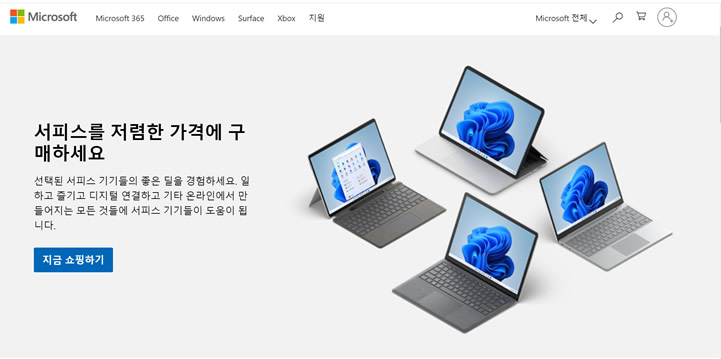 Microsoft Microsoft 365 Office Windows Surface Xbox 지원 Microsoft 전체
서피스를 저렴한 가격에 구
매하세요
선택된 서피스 기기들의 좋은 딜을 경험하세요. 일
하고 즐기고 디지털 연결하고 기타 온라인에서 만
들어지는 모든 것들에 서피스 기기들이 도움이 됩
니다.
지금 쇼핑하기